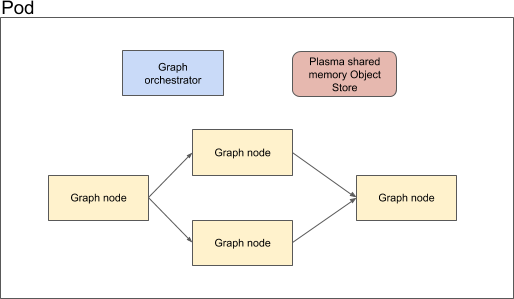 Pod
Graph
orchestrator
Plasma shared
memory Object
Store
Graph node
Graph node
Graph node
Graph node